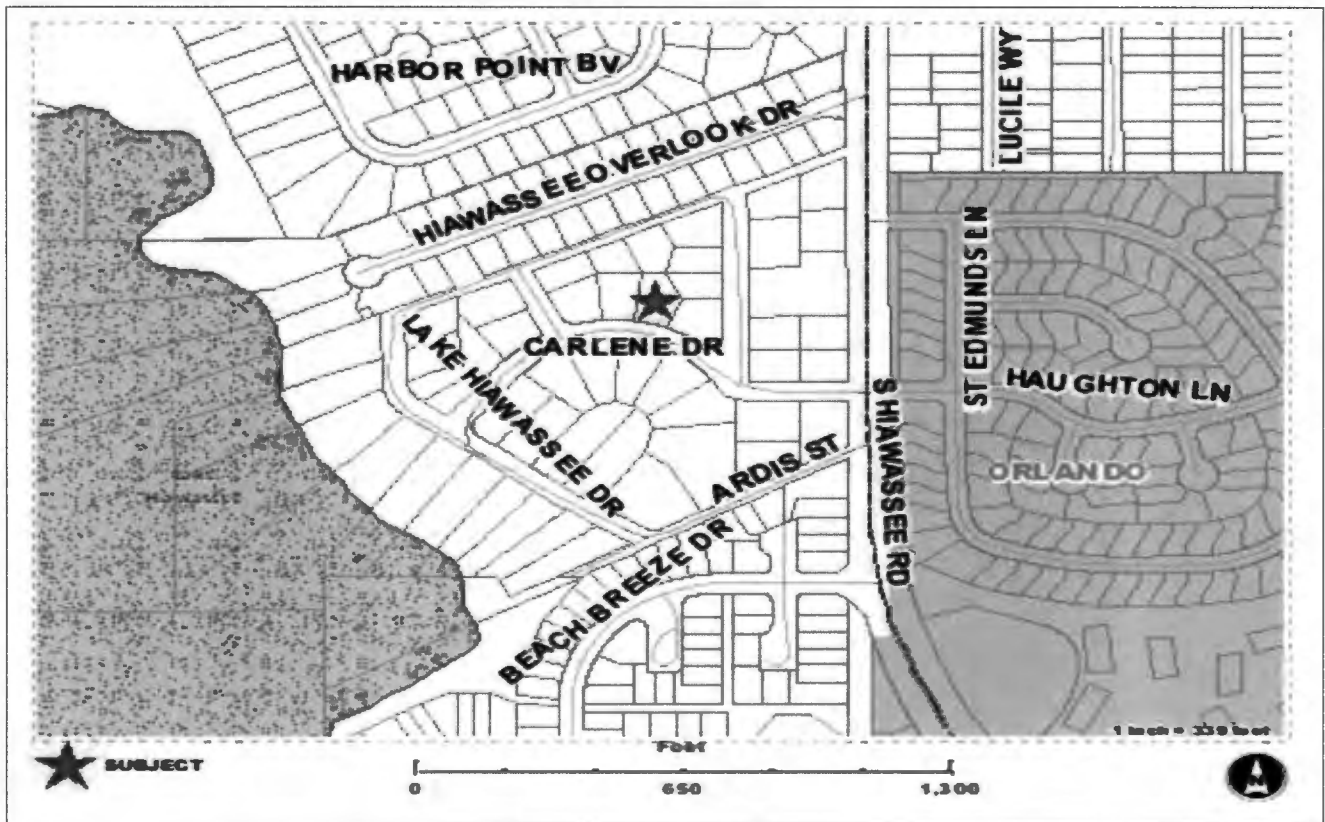 HARBOR POINT BV
HIAWASSEE OVERLOOK DR
LUCILE WY
ST EDMUNDS LN
CARLENE DR
LAKE HIAWASSEE DR
HAUGHTON LN
S HIAWASSEE RD
ORLANDO
ARDIS ST
BEACH BREEZE DR
1 inch = 339 feet
Feet
SUBJECT
0 650 1,300
N